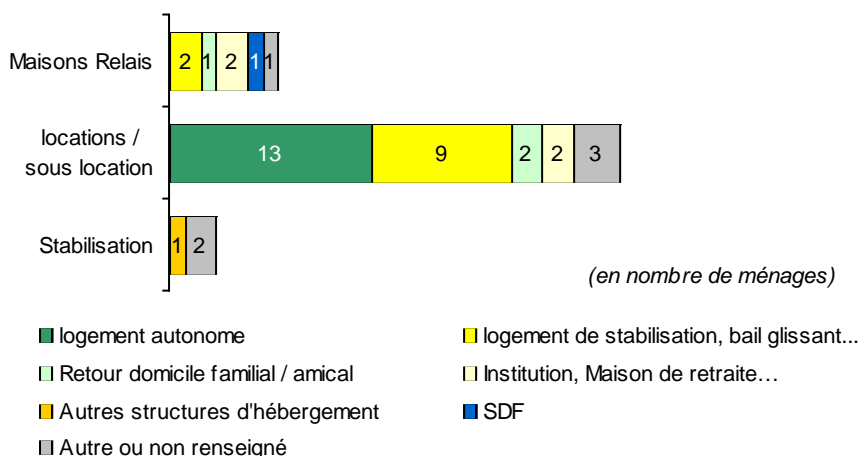 Maisons Relais
2 1 2 1 1
locations /
sous location
13 9 2 2 3
Stabilisation
1 2
(en nombre de ménages)
logement autonome
logement de stabilisation, bail glissant...
Retour domicile familial / amical
Institution, Maison de retraite…
Autres structures d'hébergement
SDF
Autre ou non renseigné